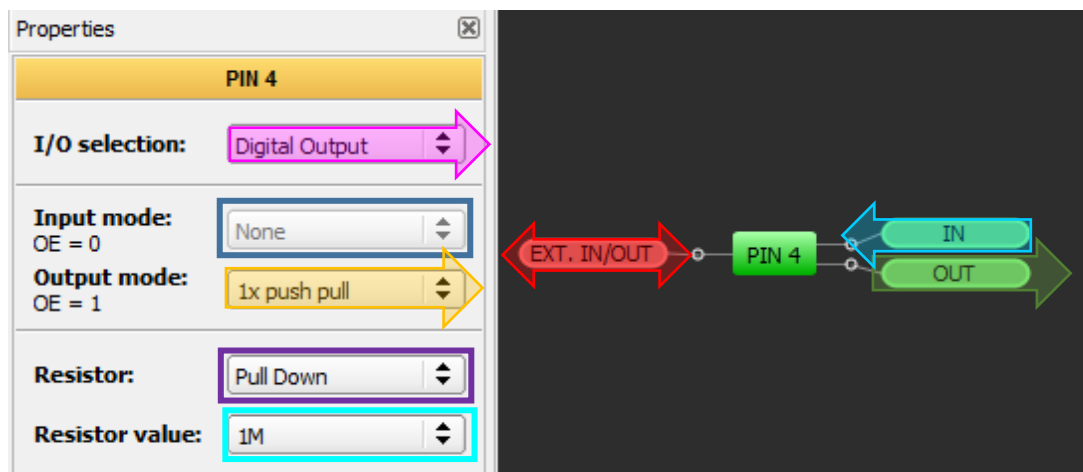 Properties
PIN 4
I/O selection: Digital Output
Input mode: None
OE = 0
Output mode: 1x push pull
OE = 1
Resistor: Pull Down
Resistor value: 1M
EXT. IN/OUT
PIN 4
IN
OUT